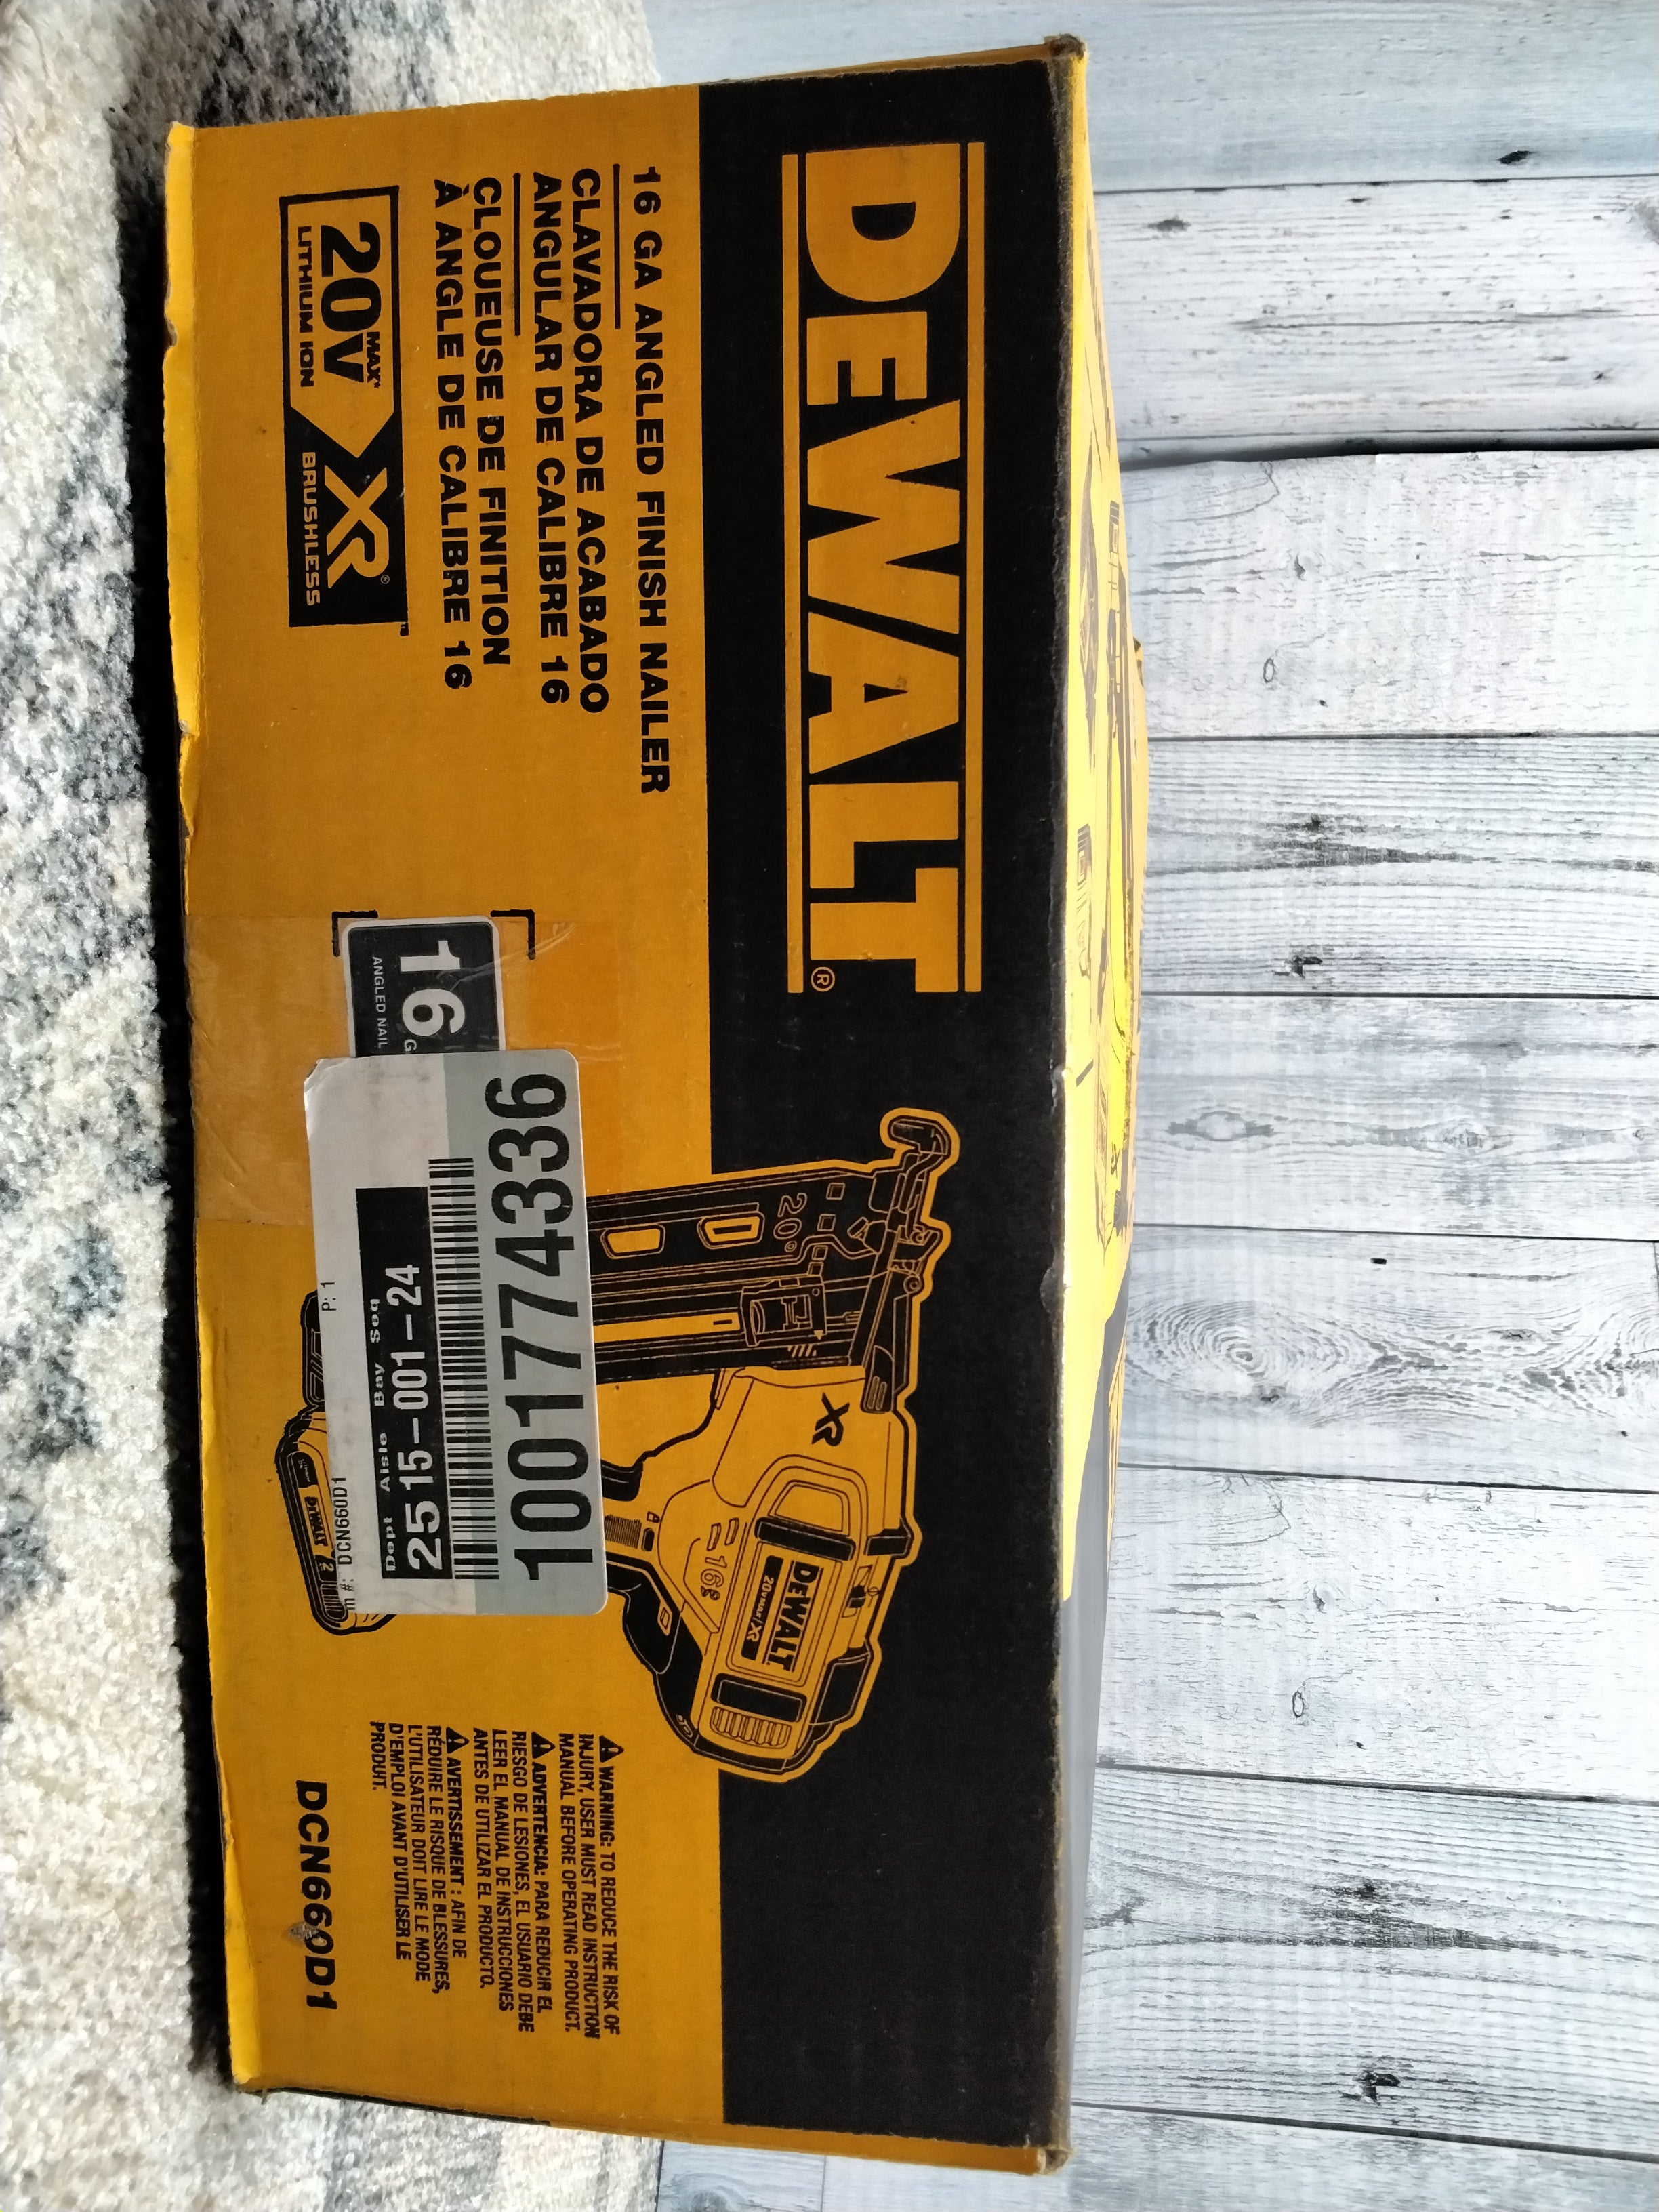 DEWALT®
16 GA ANGLED FINISH NAILER
CLAVADORA DE ACABADO
ANGULAR DE CALIBRE 16
CLOUEUSE DE FINITION
À ANGLE DE CALIBRE 16
20V MAX*
LITHIUM ION
XR®
BRUSHLESS™
16 G
ANGLED NAIL
1001774336
25 15-001-24
Dept Aisle Bay Seq
#: DCN660D1
P: 1
20°
XR
16
DEWALT
20V MAX XR
DEWALT
2
⚠ WARNING: TO REDUCE THE RISK OF
INJURY, USER MUST READ INSTRUCTION
MANUAL BEFORE OPERATING PRODUCT.
⚠ ADVERTENCIA: PARA REDUCIR EL
RIESGO DE LESIONES, EL USUARIO DEBE
LEER EL MANUAL DE INSTRUCCIONES
ANTES DE UTILIZAR EL PRODUCTO.
⚠ AVERTISSEMENT : AFIN DE
RÉDUIRE LE RISQUE DE BLESSURES,
L'UTILISATEUR DOIT LIRE LE MODE
D'EMPLOI AVANT D'UTILISER LE
PRODUIT.
DCN660D1